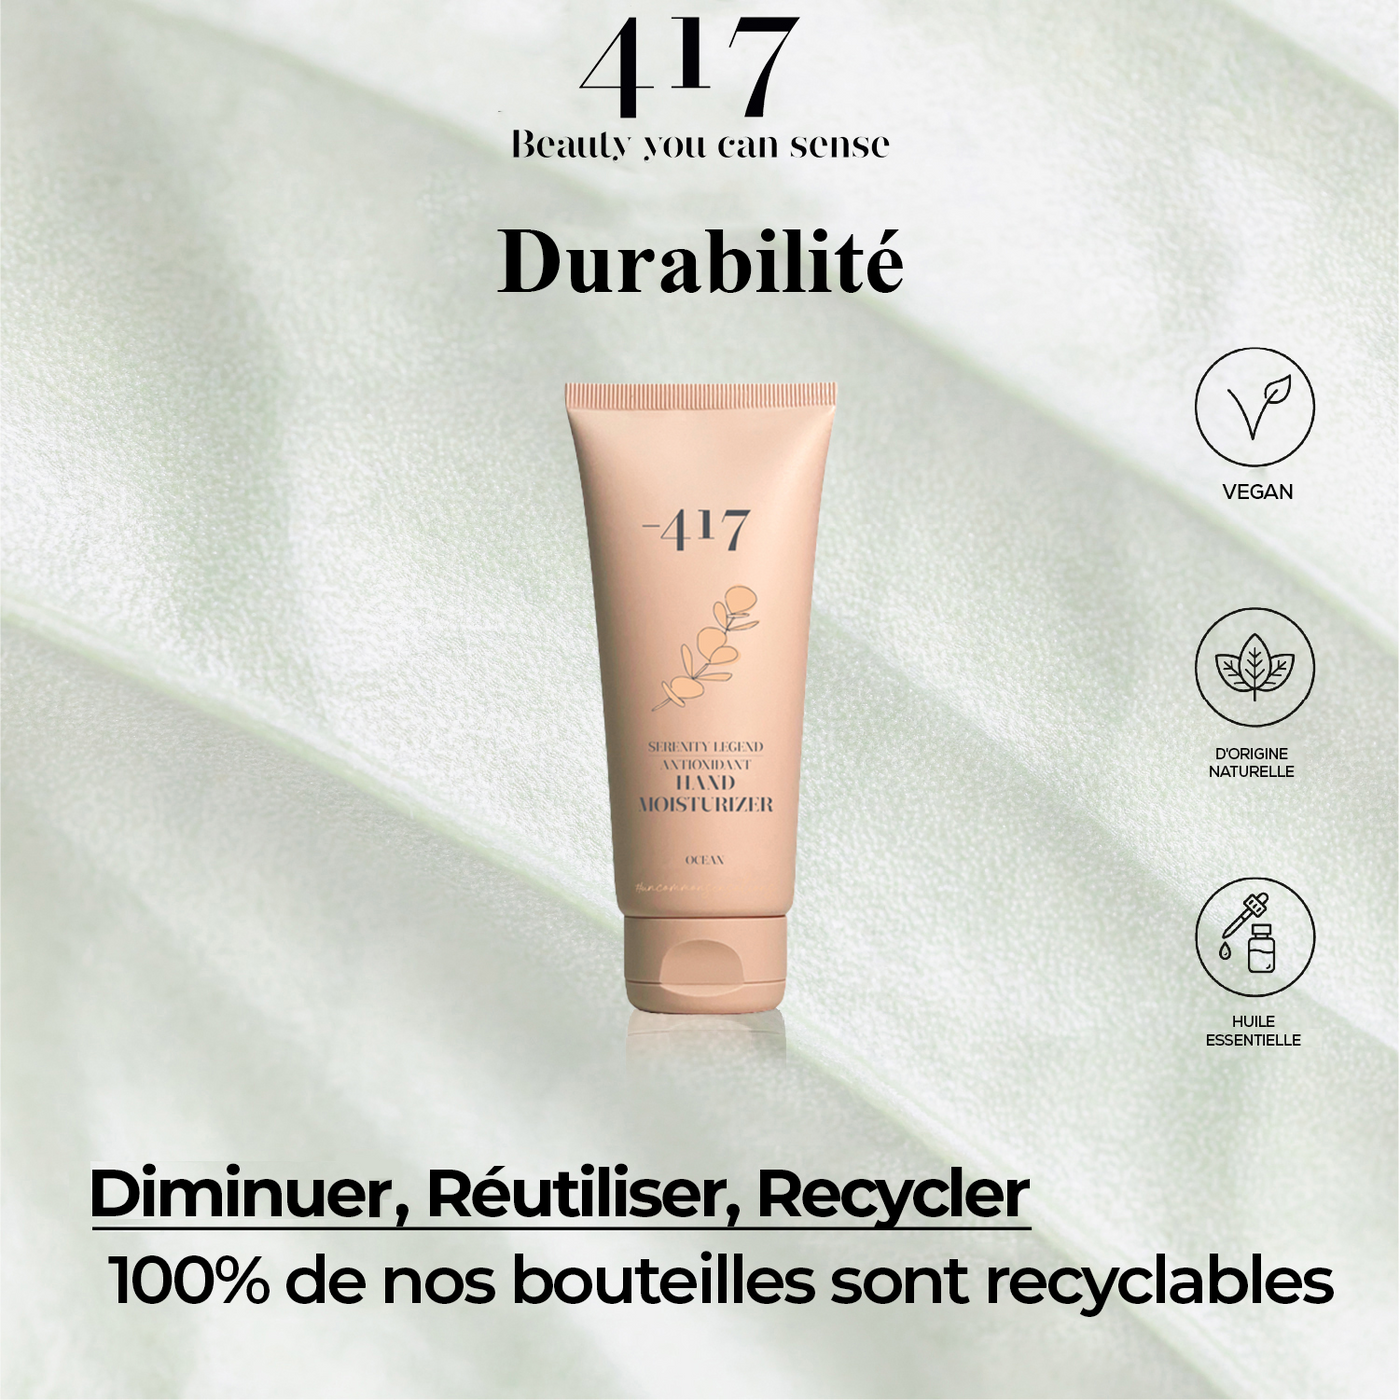 417
Beauty you can sense
Durabilité
-417
SERENITY LEGEND
ANTIOXIDANT
HAND
MOISTURIZER
OCEAN
VEGAN
D'ORIGINE
NATURELLE
HUILE
ESSENTIELLE
Diminuer, Réutiliser, Recycler
100% de nos bouteilles sont recyclables